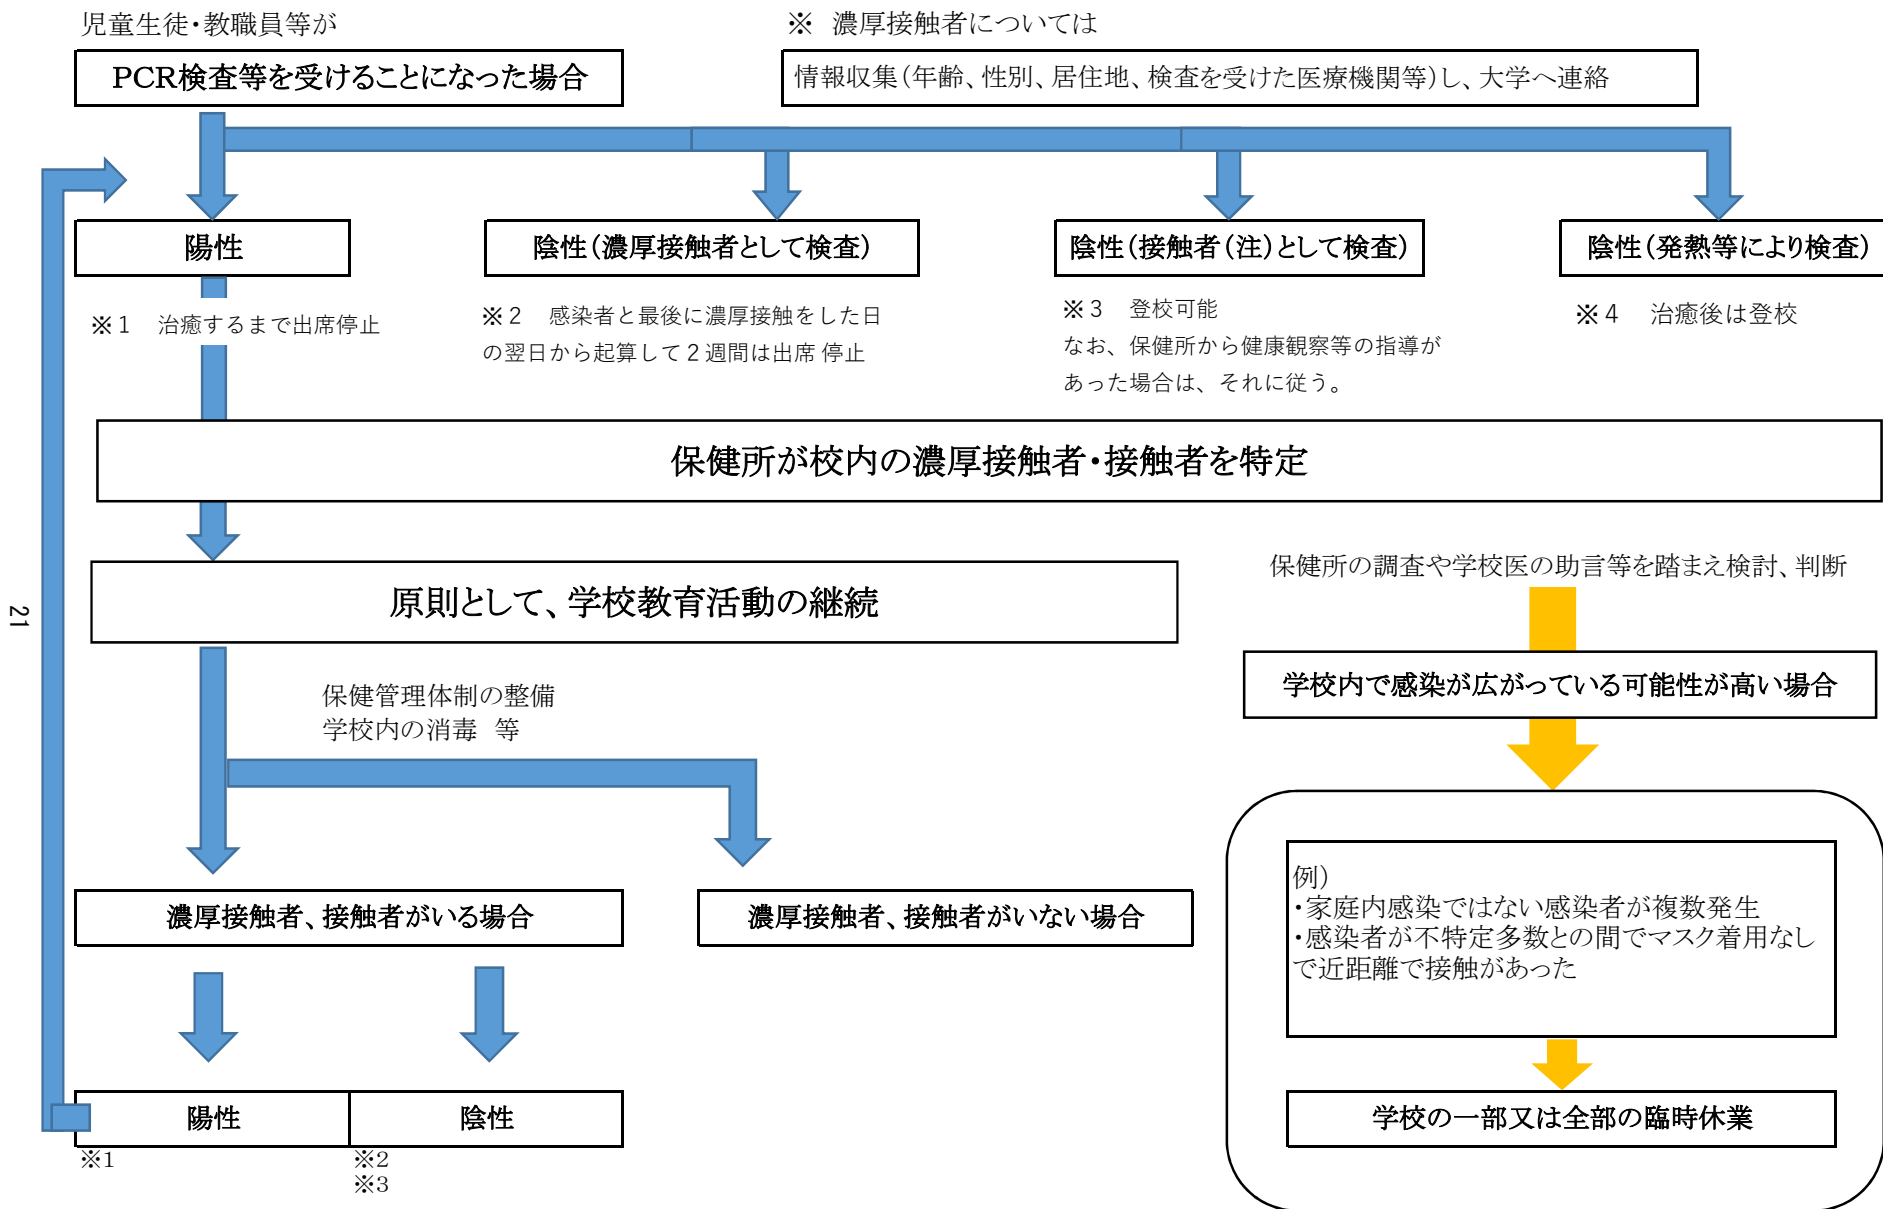 児童生徒・教職員等が
※ 濃厚接触者については
PCR検査等を受けることになった場合
情報収集(年齢、性別、居住地、検査を受けた医療機関等)し、大学へ連絡
陽性
陰性(濃厚接触者として検査)
陰性(接触者(注)として検査)
陰性(発熱等により検査)
※1 治癒するまで出席停止
※2 感染者と最後に濃厚接触をした日
の翌日から起算して2週間は出席 停止
※3 登校可能
なお、保健所から健康観察等の指導が
あった場合は、それに従う。
※4 治癒後は登校
保健所が校内の濃厚接触者・接触者を特定
原則として、学校教育活動の継続
保健所の調査や学校医の助言等を踏まえ検討、判断
21
学校内で感染が広がっている可能性が高い場合
保健管理体制の整備
学校内の消毒 等
例)
・家庭内感染ではない感染者が複数発生
・感染者が不特定多数との間でマスク着用なし
で近距離で接触があった
濃厚接触者、接触者がいる場合
濃厚接触者、接触者がいない場合
陽性
陰性
学校の一部又は全部の臨時休業
※1
※2
※3